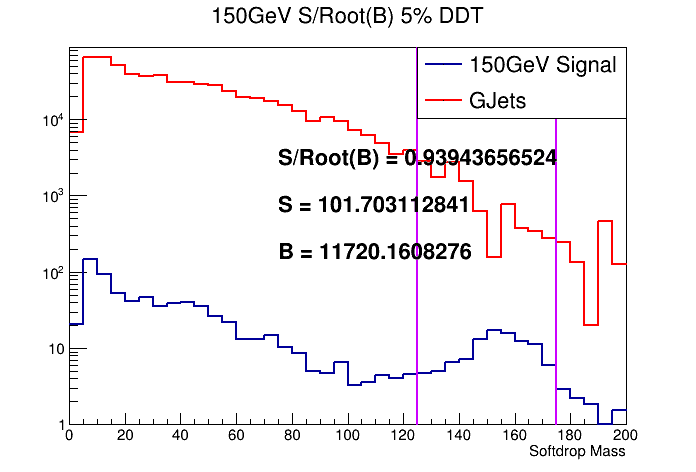 150GeV S/Root(B) 5% DDT
150GeV Signal
GJets
S/Root(B) = 0.93943656524
S = 101.703112841
B = 11720.1608276
10^4
10^3
10^2
10
1
0 20 40 60 80 100 120 140 160 180 200
Softdrop Mass